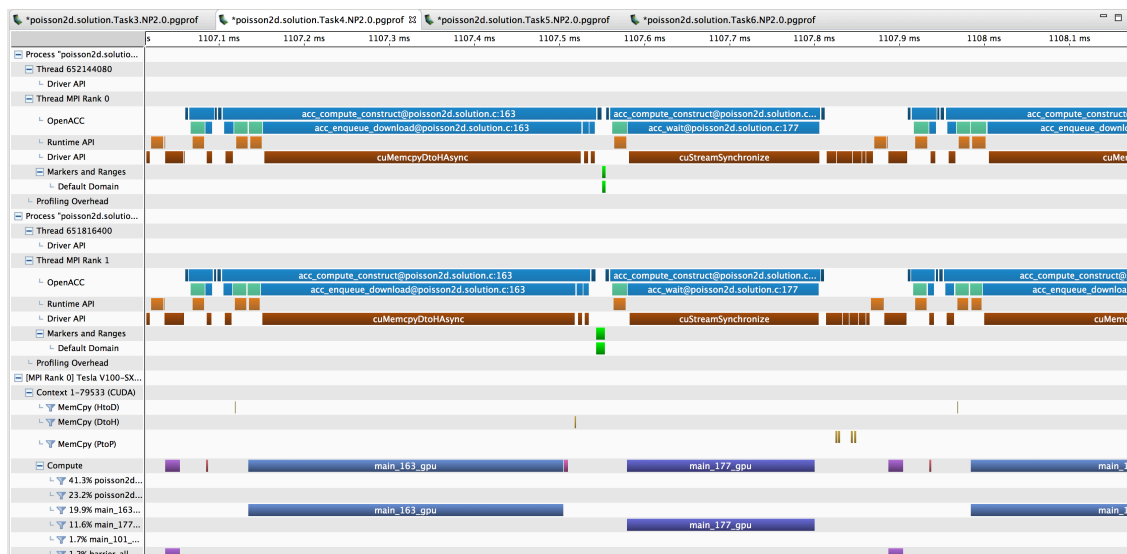 *poisson2d.solution.Task3.NP2.0.pgprof *poisson2d.solution.Task4.NP2.0.pgprof *poisson2d.solution.Task5.NP2.0.pgprof *poisson2d.solution.Task6.NP2.0.pgprof
s 1107.1 ms 1107.2 ms 1107.3 ms 1107.4 ms 1107.5 ms 1107.6 ms 1107.7 ms 1107.8 ms 1107.9 ms 1108 ms 1108.1 ms
Process "poisson2d.solutio...
Thread 652144080
Driver API
Thread MPI Rank 0
OpenACC
acc_compute_construct@poisson2d.solution.c:163 acc_compute_construct@poisson2d.solution.c... acc_compute_construct
acc_enqueue_download@poisson2d.solution.c:163 acc_wait@poisson2d.solution.c:177 acc_enqueue_downlo
Runtime API
Driver API cuMemcpyDtoHAsync cuStreamSynchronize cuMem
Markers and Ranges
Default Domain
Profiling Overhead
Process "poisson2d.solutio...
Thread 651816400
Driver API
Thread MPI Rank 1
OpenACC
acc_compute_construct@poisson2d.solution.c:163 acc_compute_construct@poisson2d.solution.c... acc_compute_construct@
acc_enqueue_download@poisson2d.solution.c:163 acc_wait@poisson2d.solution.c:177 acc_enqueue_downloa
Runtime API
Driver API cuMemcpyDtoHAsync cuStreamSynchronize cuMemc
Markers and Ranges
Default Domain
Profiling Overhead
[MPI Rank 0] Tesla V100-SX...
Context 1-79533 (CUDA)
MemCpy (HtoD)
MemCpy (DtoH)
MemCpy (PtoP)
Compute main_163_gpu main_177_gpu main_1
41.3% poisson2d...
23.2% poisson2d...
19.9% main_163... main_163_gpu main_1
11.6% main_177... main_177_gpu
1.7% main_101_...